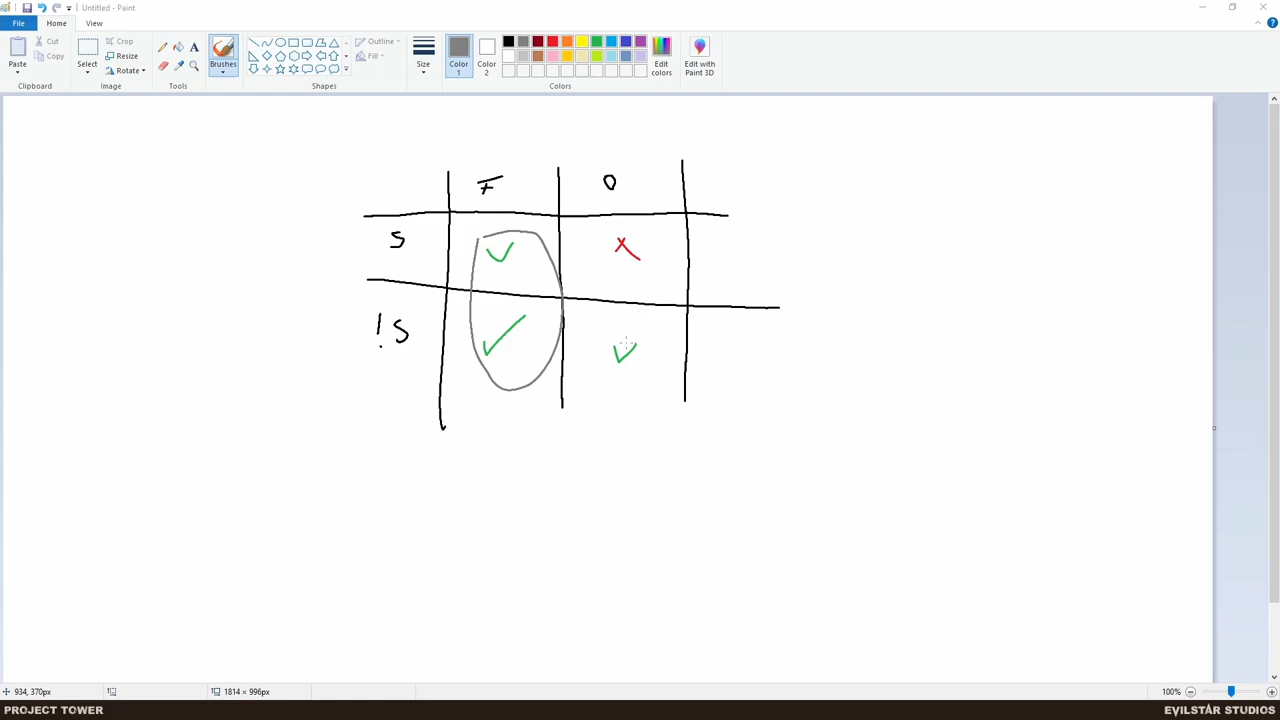 Untitled - Paint
File
Home
View
Paste
Cut
Copy
Clipboard
Select
Crop
Resize
Rotate
Image
Tools
Brushes
Shapes
Outline
Fill
Size
Color 1
Color 2
Colors
Edit colors
Edit with Paint 3D
F O
S
!S
934, 370px
1814 × 996px
100%
PROJECT TOWER
EVILSTAR STUDIOS